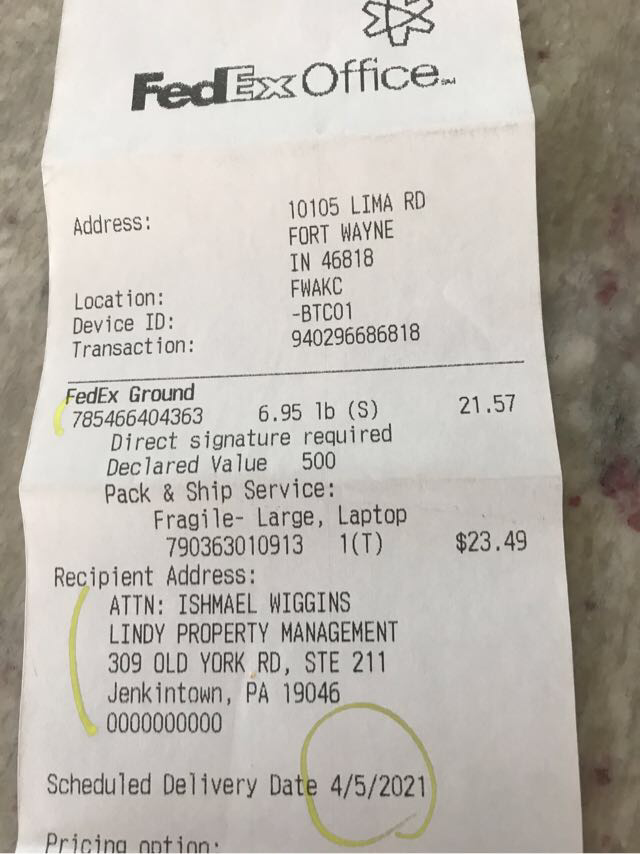 FedEx Office SM
Address: 10105 LIMA RD
FORT WAYNE
IN 46818
Location: FWAKC
Device ID: -BTC01
Transaction: 940296686818
FedEx Ground
785466404363 6.95 lb (S) 21.57
Direct signature required
Declared Value 500
Pack & Ship Service:
Fragile- Large, Laptop
790363010913 1(T) $23.49
Recipient Address:
ATTN: ISHMAEL WIGGINS
LINDY PROPERTY MANAGEMENT
309 OLD YORK RD, STE 211
Jenkintown, PA 19046
0000000000
Scheduled Delivery Date 4/5/2021
Pricing option: